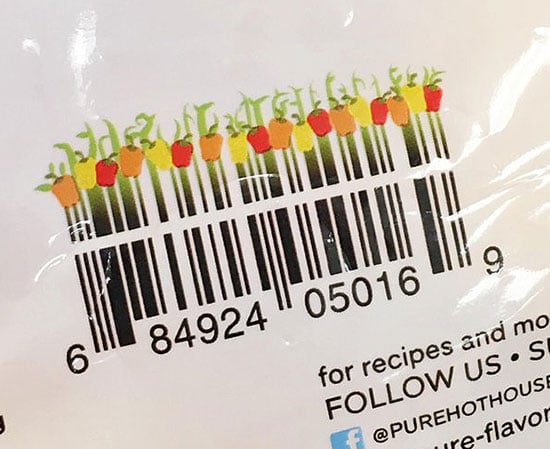 6 84924 05016 9
for recipes and mo
FOLLOW US • S
@PUREHOTHOUSE
ure-flavor